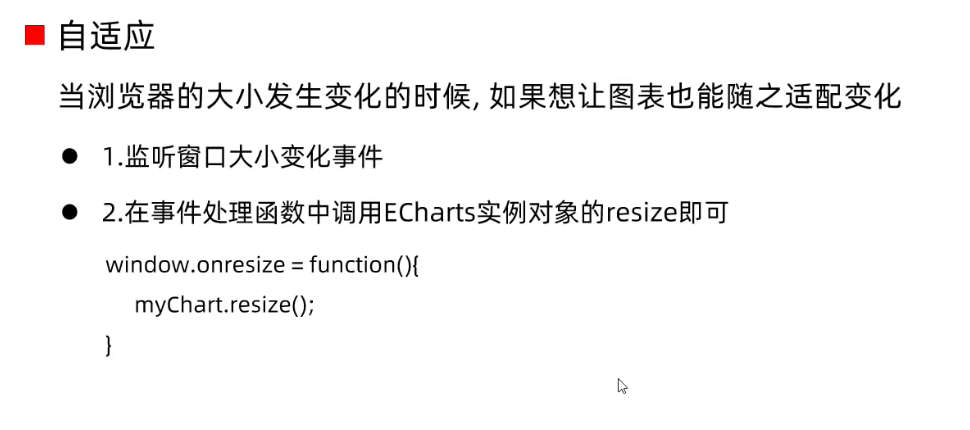 自适应
当浏览器的大小发生变化的时候, 如果想让图表也能随之适配变化
1.监听窗口大小变化事件
2.在事件处理函数中调用ECharts实例对象的resize即可
window.onresize = function(){
myChart.resize();
}